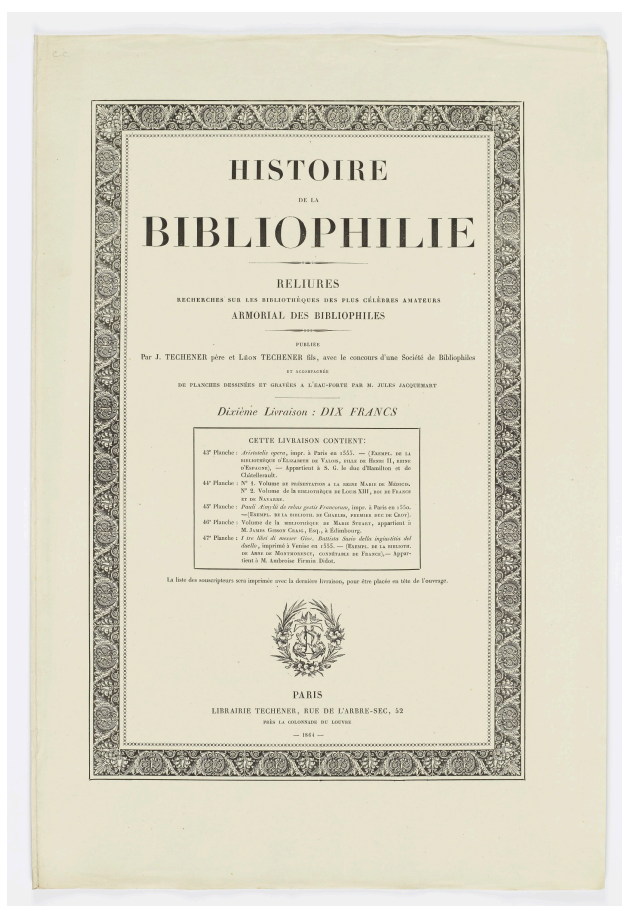 HISTOIRE
DE LA
BIBLIOPHILIE
RELIURES
RECHERCHES SUR LES BIBLIOTHÈQUES DES PLUS CÉLÈBRES AMATEURS
ARMORIAL DES BIBLIOPHILES
PUBLIÉE
Par J. TECHENER père et LÉON TECHENER fils, avec le concours d'une Société de Bibliophiles
ET ACCOMPAGNÉE
DE PLANCHES DESSINÉES ET GRAVÉES A L'EAU-FORTE PAR M. JULES JACQUEMART
Dixième Livraison : DIX FRANCS
CETTE LIVRAISON CONTIENT:
43e Planche : Aristotelis opera, impr. à Paris en 1555. — (EXEMPL. DE LA
BIBLIOTHÈQUE D'ÉLIZABETH DE VALOIS, FILLE DE HENRI II, REINE
D'ESPAGNE), — Appartient à S. G. le duc d'Hamilton et de
Châtellerault.
44e Planche : N° 1. VOLUME DE PRÉSENTATION A LA REINE MARIE DE MÉDICIS.
N° 2. Volume de la BIBLIOTHÈQUE DE LOUIS XIII, ROI DE FRANCE
ET DE NAVARRE.
45e Planche : Pauli Æmylii de rebus gestis Francorum, impr. à Paris en 1550.
—(EXEMPL. DE LA BIBLIOTH. DE CHARLES, PREMIER DUC DE CROY).
46e Planche : Volume de la BIBLIOTHÈQUE DE MARIE STUART, appartient à
M. JAMES GIBSON CRAIG, Esq., à Edimbourg.
47e Planche : I tre libri di messer Giov. Battista Susio della ingiustitia del
duello, imprimé à Venise en 1555. — (EXEMPL. DE LA BIBLIOTH.
DE ANNE DE MONTMORENCY, CONNÉTABLE DE FRANCE),— Appar-
tient à M. Ambroise Firmin Didot.
La liste des souscripteurs sera imprimée avec la dernière livraison, pour être placée en tête de l'ouvrage.
PARIS
LIBRAIRIE TECHENER, RUE DE L'ARBRE-SEC, 52
PRÈS LA COLONNADE DU LOUVRE
— 1864 —